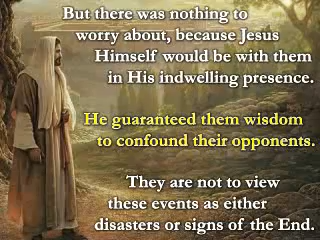 But there was nothing to
worry about, because Jesus
Himself would be with them
in His indwelling presence.
He guaranteed them wisdom
to confound their opponents.
They are not to view
these events as either
disasters or signs of the End.